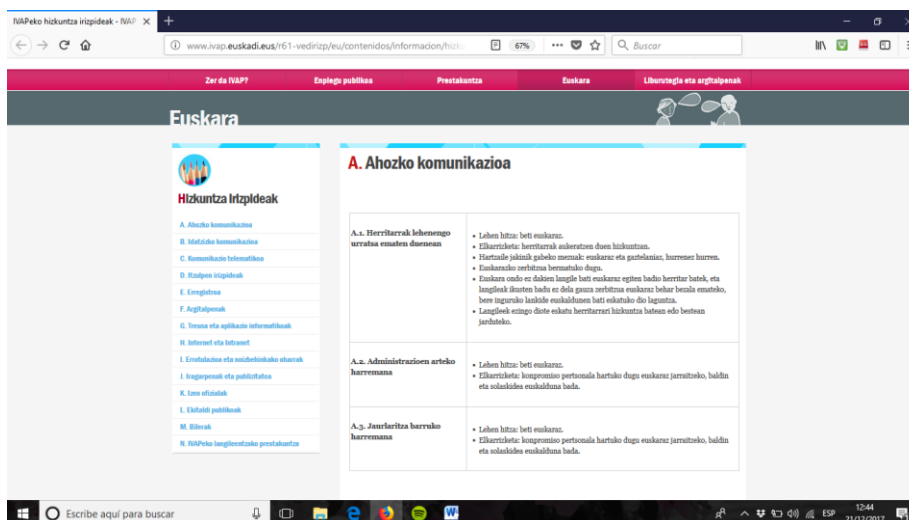 IVAPeko hizkuntza irizpideak - IVAP
www.ivap.euskadi.eus/r61-vedirizp/eu/contenidos/informacion/hizk
67%
Buscar
Zer da IVAP? Enplegu publikoa Prestakuntza Euskara Liburutegia eta argitalpenak
Euskara
Hizkuntza Irizpideak
A. Ahozko komunikazioa
B. Idatzizko komunikazioa
C. Komunikazio telematikoa
D. Itzulpen irizpideak
E. Erregistroa
F. Argitalpenak
G. Tresna eta aplikazio informatikoak
H. Internet eta Intranet
I. Errotulazioa eta noizbehinkako oharrak
J. Iragarpenak eta publizitatea
K. Izen ofizialak
L. Ekitaldi publikoak
M. Bilerak
N. IVAPeko langileentzako prestakuntza
A. Ahozko komunikazioa
A.1. Herritarrak lehenengo
urratsa ematen duenean
• Lehen hitza: beti euskaraz.
• Elkarrizketa: herritarrak aukeratzen duen hizkuntzan.
• Hartzaile jakinik gabeko mezuak: euskaraz eta gaztelaniaz, hurrenez hurren.
• Euskarazko zerbitzua bermatuko dugu.
• Euskara ondo ez dakien langile bati euskaraz egiten badio herritar batek, eta
langileak ikusten badu ez dela gauza zerbitzua euskaraz behar bezala emateko,
bere inguruko lankide euskaldunen bati eskatuko dio laguntza.
• Langileek ezingo diote eskatu herritarrari hizkuntza batean edo bestean
jarduteko.
A.2. Administrazioen arteko
harremana
• Lehen hitza: beti euskaraz.
• Elkarrizketa: konpromiso pertsonala hartuko dugu euskaraz jarraitzeko, baldin
eta solaskidea euskalduna bada.
A.3. Jaurlaritza barruko
harremana
• Lehen hitza: beti euskaraz.
• Elkarrizketa: konpromiso pertsonala hartuko dugu euskaraz jarraitzeko, baldin
eta solaskidea euskalduna bada.
Escribe aquí para buscar
ESP
12:44
21/12/2017